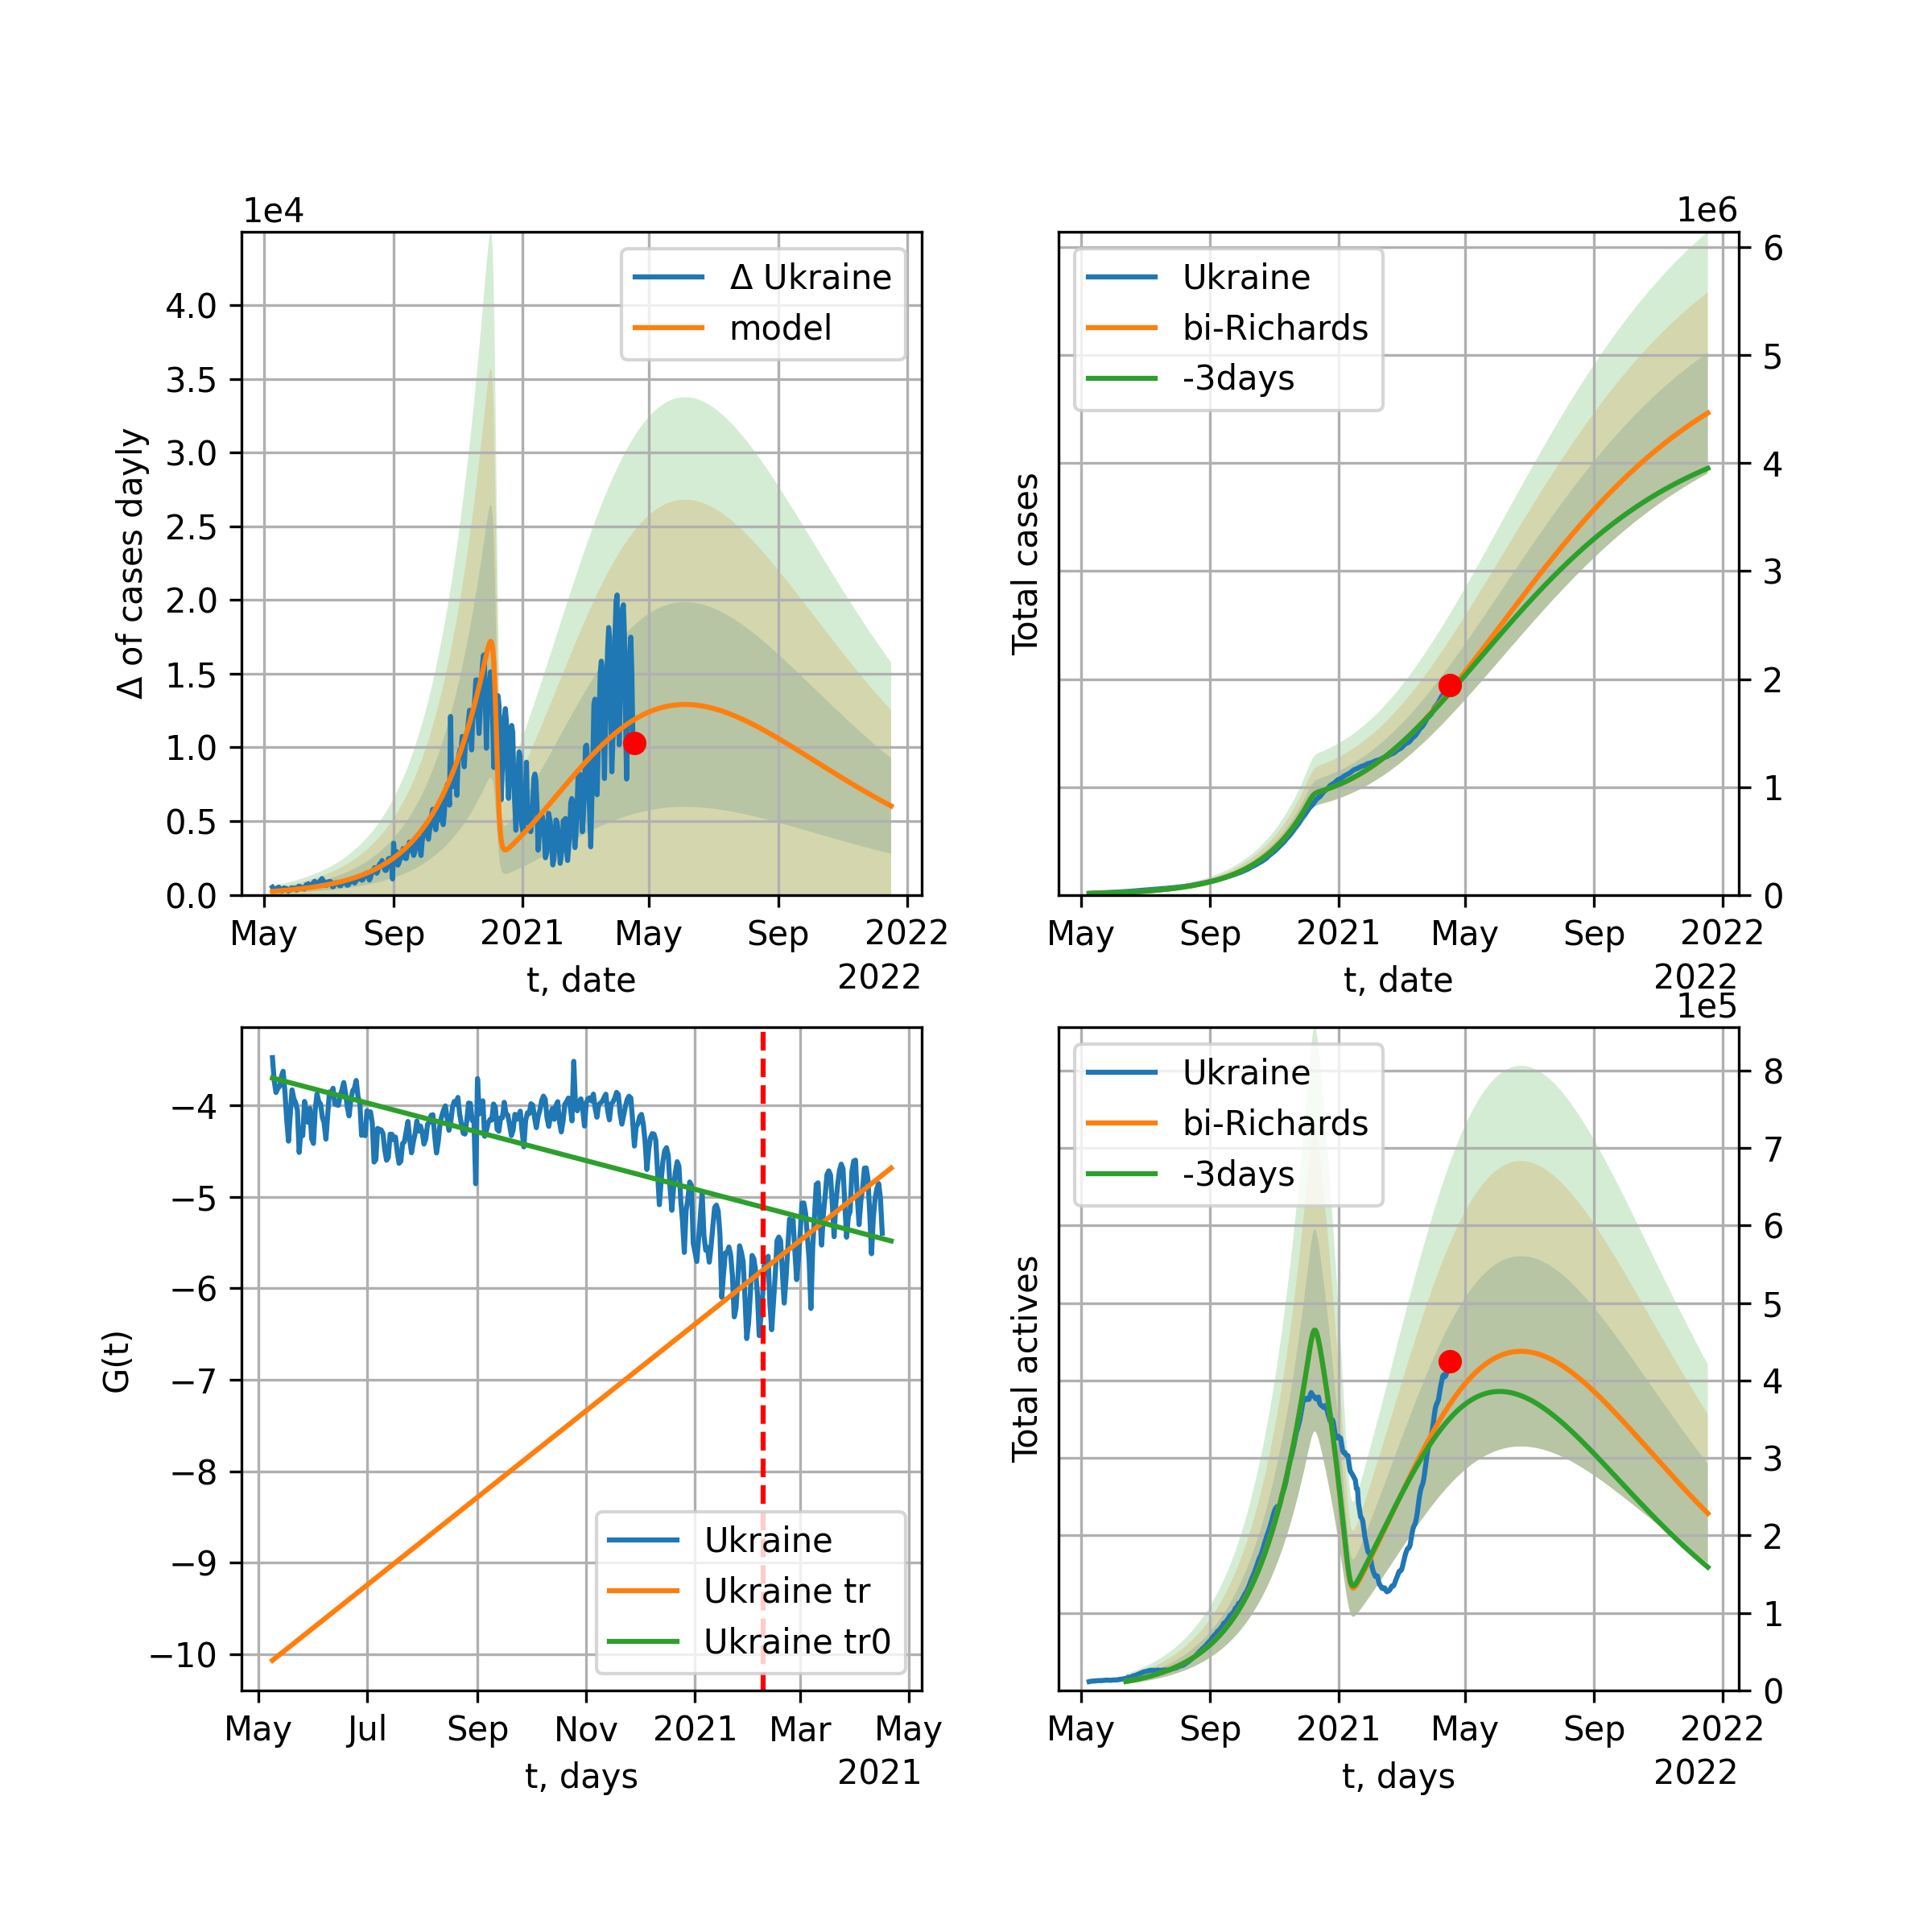 1e4
Δ of cases dayly
4.0
3.5
3.0
2.5
2.0
1.5
1.0
0.5
0.0
Δ Ukraine
model
May Sep 2021 May Sep 2022
t, date
2022
1e6
Total cases
Ukraine
bi-Richards
-3days
6
5
4
3
2
1
0
May Sep 2021 May Sep 2022
t, date
2022
G(t)
−4
−5
−6
−7
−8
−9
−10
Ukraine
Ukraine tr
Ukraine tr0
May Jul Sep Nov 2021 Mar May
t, days
2021
1e5
Total actives
Ukraine
bi-Richards
-3days
8
7
6
5
4
3
2
1
0
May Sep 2021 May Sep 2022
t, days
2022